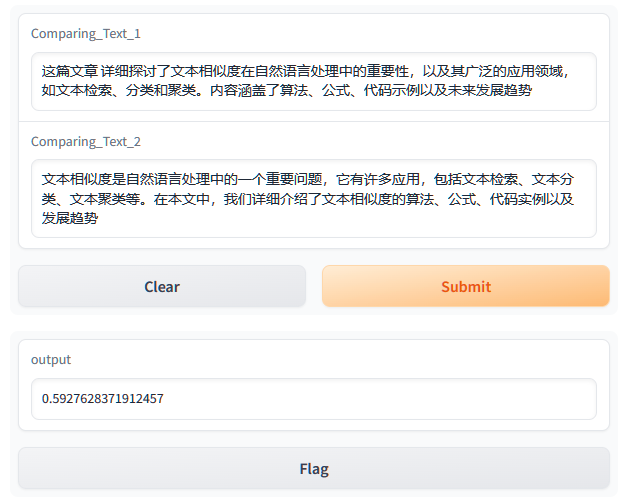 Comparing_Text_1
这篇文章 详细探讨了文本相似度在自然语言处理中的重要性，以及其广泛的应用领域，
如文本检索、分类和聚类。内容涵盖了算法、公式、代码示例以及未来发展趋势
Comparing_Text_2
文本相似度是自然语言处理中的一个重要问题，它有许多应用，包括文本检索、文本分
类、文本聚类等。在本文中，我们详细介绍了文本相似度的算法、公式、代码实例以及
发展趋势
Clear
Submit
output
0.5927628371912457
Flag